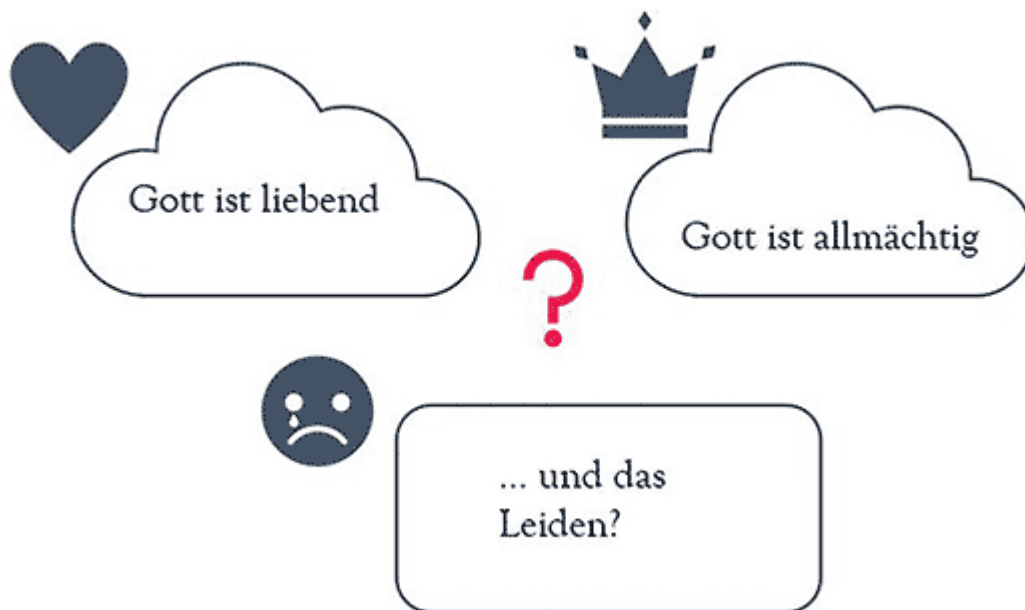 Gott ist liebend
Gott ist allmächtig
?
... und das
Leiden?